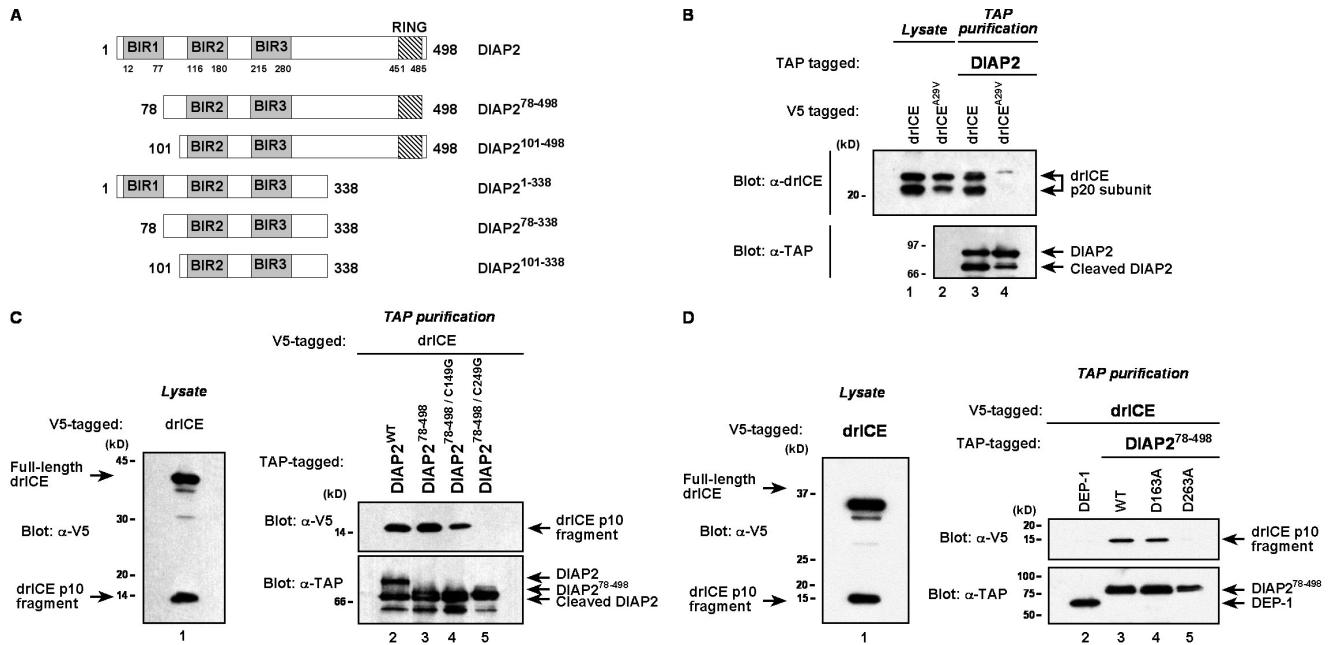 A
RING
1 BIR1 BIR2 BIR3 498 DIAP2
12 77 116 180 215 280 451 485
78 BIR2 BIR3 498 DIAP2 78-498
101 BIR2 BIR3 498 DIAP2 101-498
1 BIR1 BIR2 BIR3 338 DIAP2 1-338
78 BIR2 BIR3 338 DIAP2 78-338
101 BIR2 BIR3 338 DIAP2 101-338
B
TAP
Lysate purification
TAP tagged: DIAP2
V5 tagged: drICE drICE A29V drICE drICE A29V
(kD)
Blot: α-drICE
20 -
drICE
p20 subunit
Blot: α-TAP
97 -
66 -
DIAP2
Cleaved DIAP2
1 2 3 4
C
Lysate
V5-tagged: drICE
(kD)
45 -
Full-length
drICE
30 -
Blot: α-V5
20 -
14 -
drICE p10
fragment
1
TAP purification
V5-tagged: drICE
TAP-tagged: DIAP2 WT DIAP2 78-498 DIAP2 78-498 / C149G DIAP2 78-498 / C249G
(kD)
Blot: α-V5
14 -
drICE p10
fragment
Blot: α-TAP
66 -
DIAP2
DIAP2 78-498
Cleaved DIAP2
2 3 4 5
D
Lysate
V5-tagged: drICE
(kD)
Full-length
drICE
37 -
Blot: α-V5
25 -
20 -
15 -
drICE p10
fragment
1
TAP purification
V5-tagged: drICE
TAP-tagged: DIAP2 78-498
DEP-1 WT D163A D263A
(kD)
20 -
Blot: α-V5
15 -
drICE p10
fragment
100 -
Blot: α-TAP
75 -
50 -
DIAP2 78-498
DEP-1
2 3 4 5